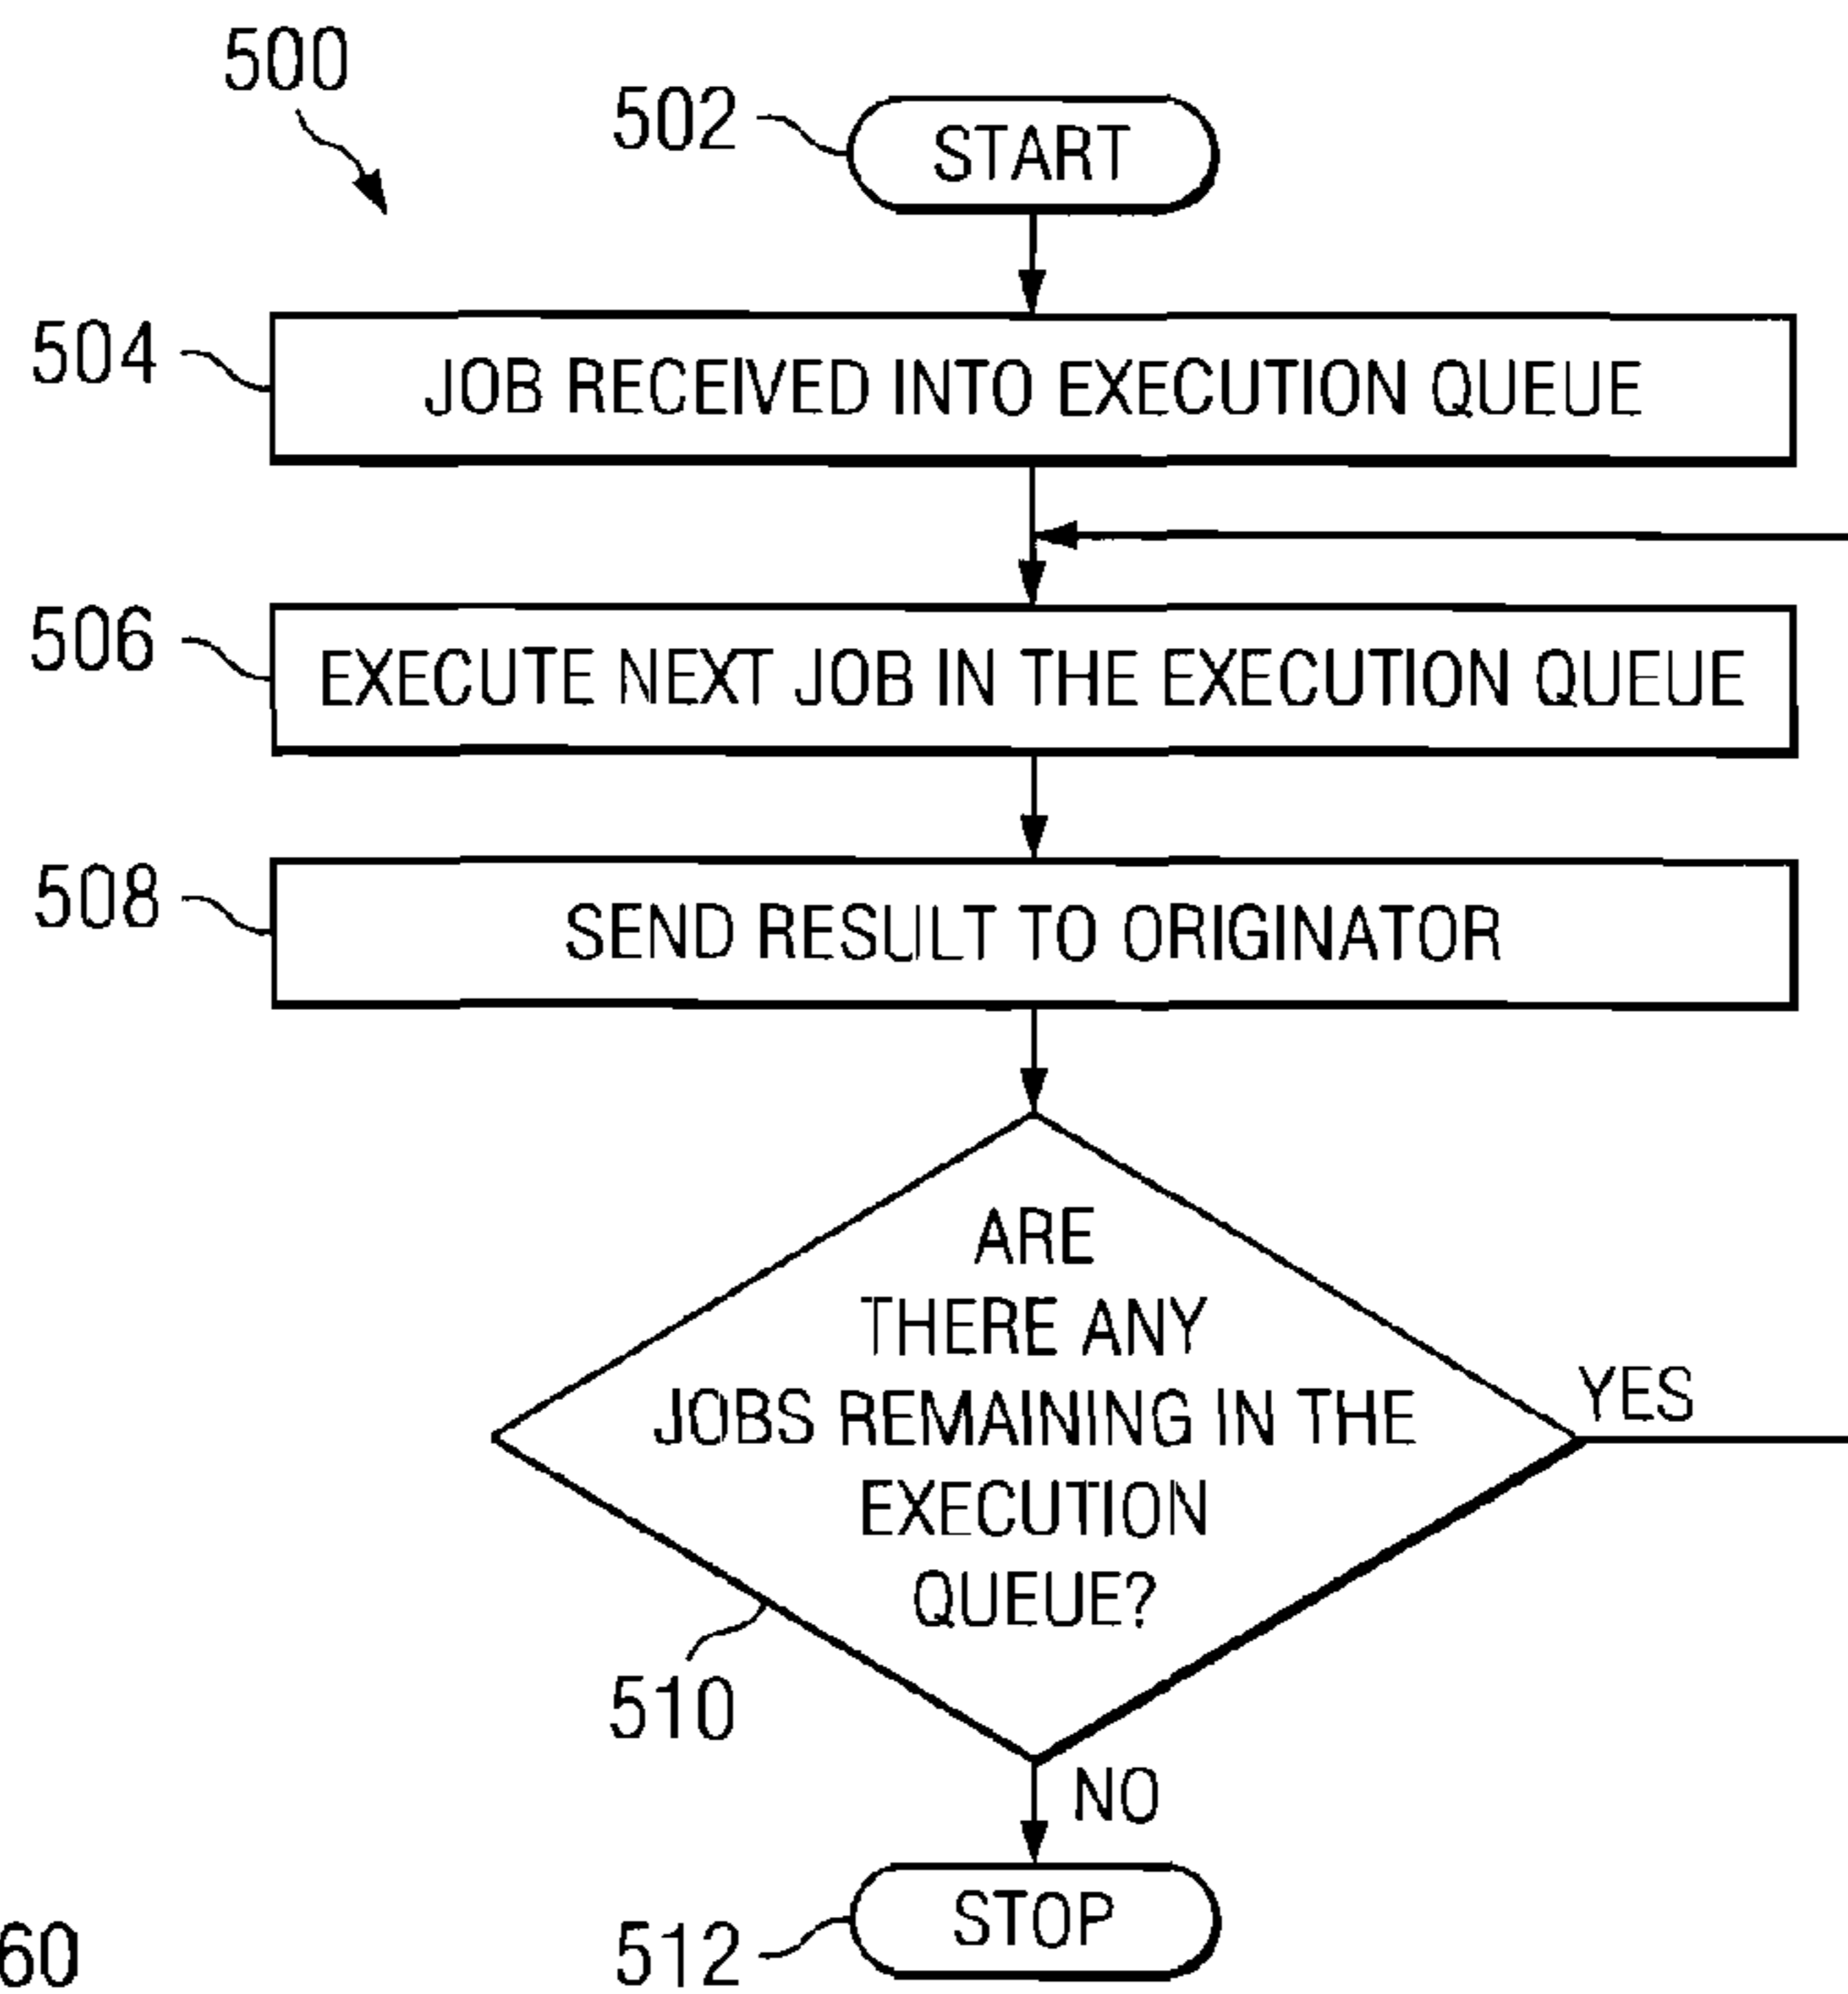 500
502
START
504
JOB RECEIVED INTO EXECUTION QUEUE
506
EXECUTE NEXT JOB IN THE EXECUTION QUEUE
508
SEND RESULT TO ORIGINATOR
ARE
THERE ANY
JOBS REMAINING IN THE
EXECUTION
QUEUE?
YES
510
NO
512
STOP
60